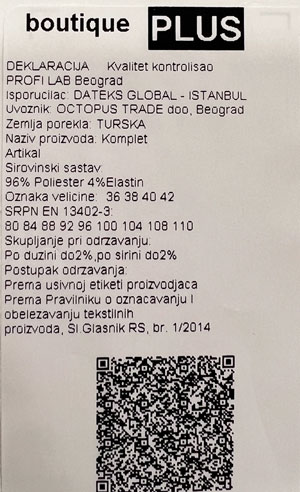 boutique PLUS
DEKLARACIJA Kvalitet kontrolisao
PROFI LAB Beograd
Isporucilac: DATEKS GLOBAL - ISTANBUL
Uvoznik: OCTOPUS TRADE doo, Beograd
Zemlja porekla: TURSKA
Naziv proizvoda: Komplet
Artikal
Sirovinski sastav:
96% Poliester 4%Elastin
Oznaka velicine: 36 38 40 42
SRPN EN 13402-3:
80 84 88 92 96 100 104 108 110
Skupljanje pri odrzavanju:
Po duzini do2%,po sirini do2%
Postupak odrzavanja:
Prema usivnoj etiketi proizvodjaca
Prema Pravilniku o oznacavanju I
obelezavanju tekstilnih
proizvoda, Sl Glasnik RS, br. 1/2014